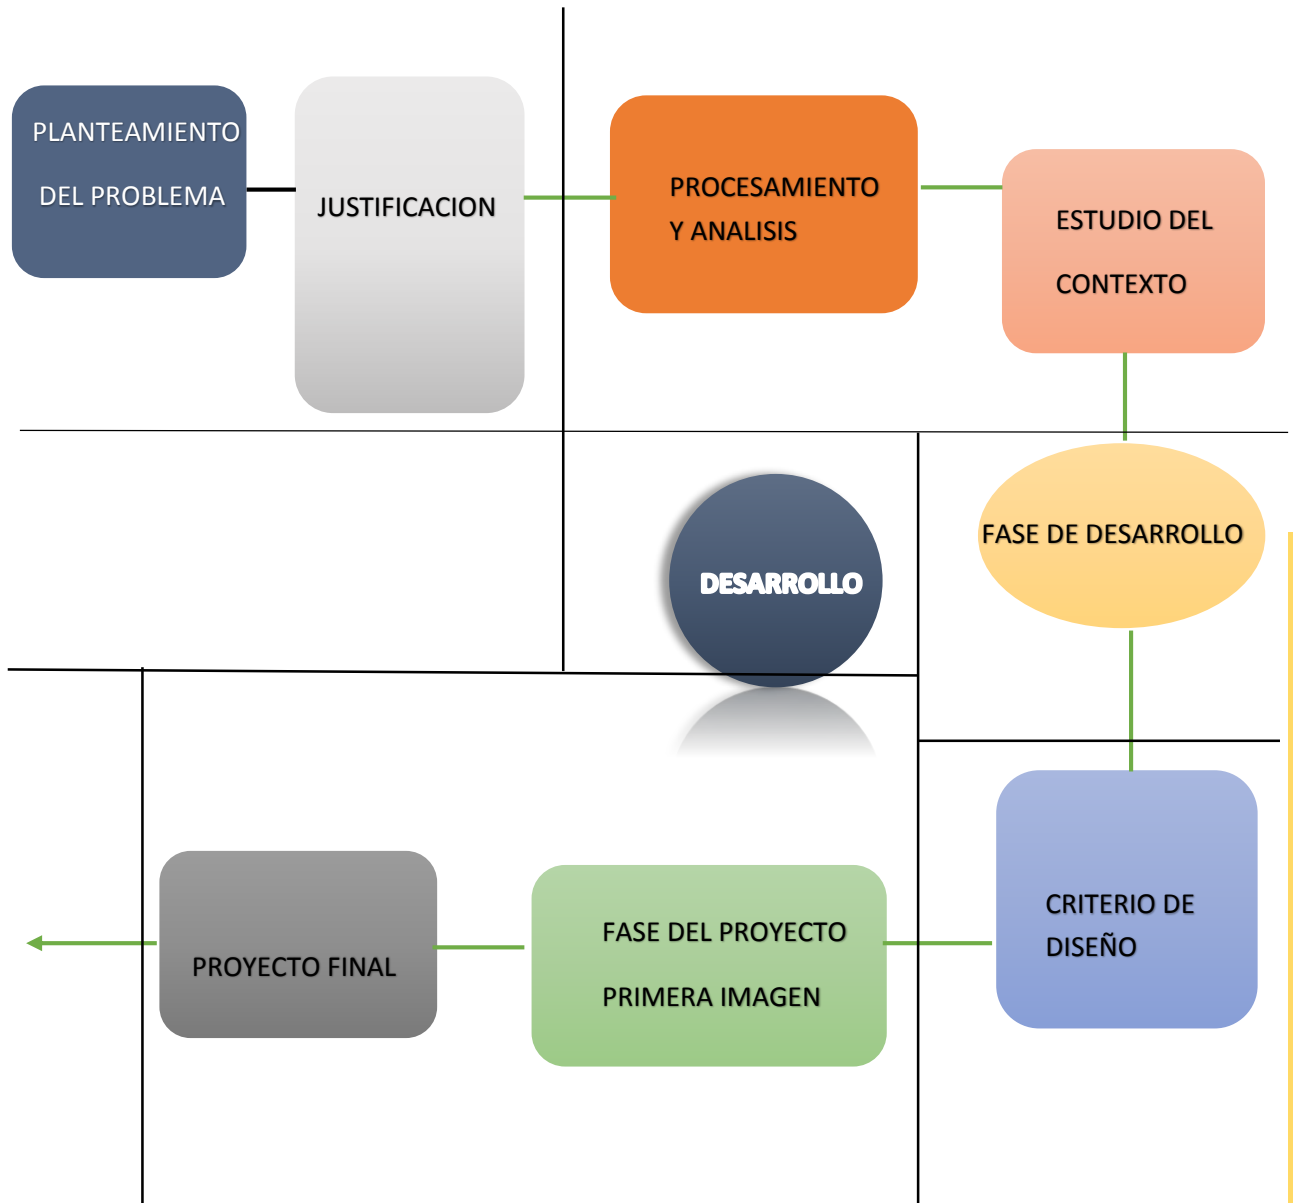 PLANTEAMIENTO
DEL PROBLEMA
JUSTIFICACION
PROCESAMIENTO
Y ANALISIS
ESTUDIO DEL
CONTEXTO
FASE DE DESARROLLO
DESARROLLO
CRITERIO DE
DISEÑO
FASE DEL PROYECTO
PRIMERA IMAGEN
PROYECTO FINAL